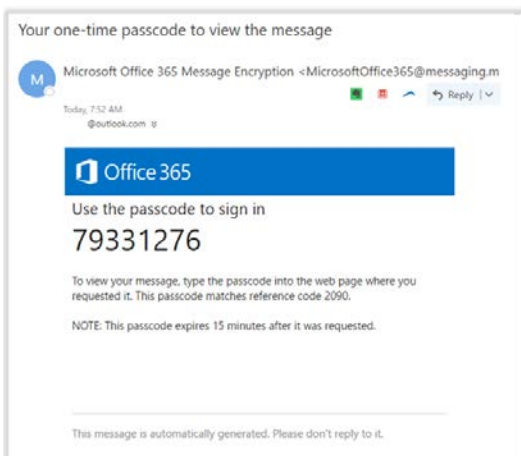 Your one-time passcode to view the message
M
Microsoft Office 365 Message Encryption <MicrosoftOffice365@messaging.m
Reply
Today, 7:52 AM
@outlook.com
Office 365
Use the passcode to sign in
79331276
To view your message, type the passcode into the web page where you
requested it. This passcode matches reference code 2090.
NOTE: This passcode expires 15 minutes after it was requested.
This message is automatically generated. Please don't reply to it.